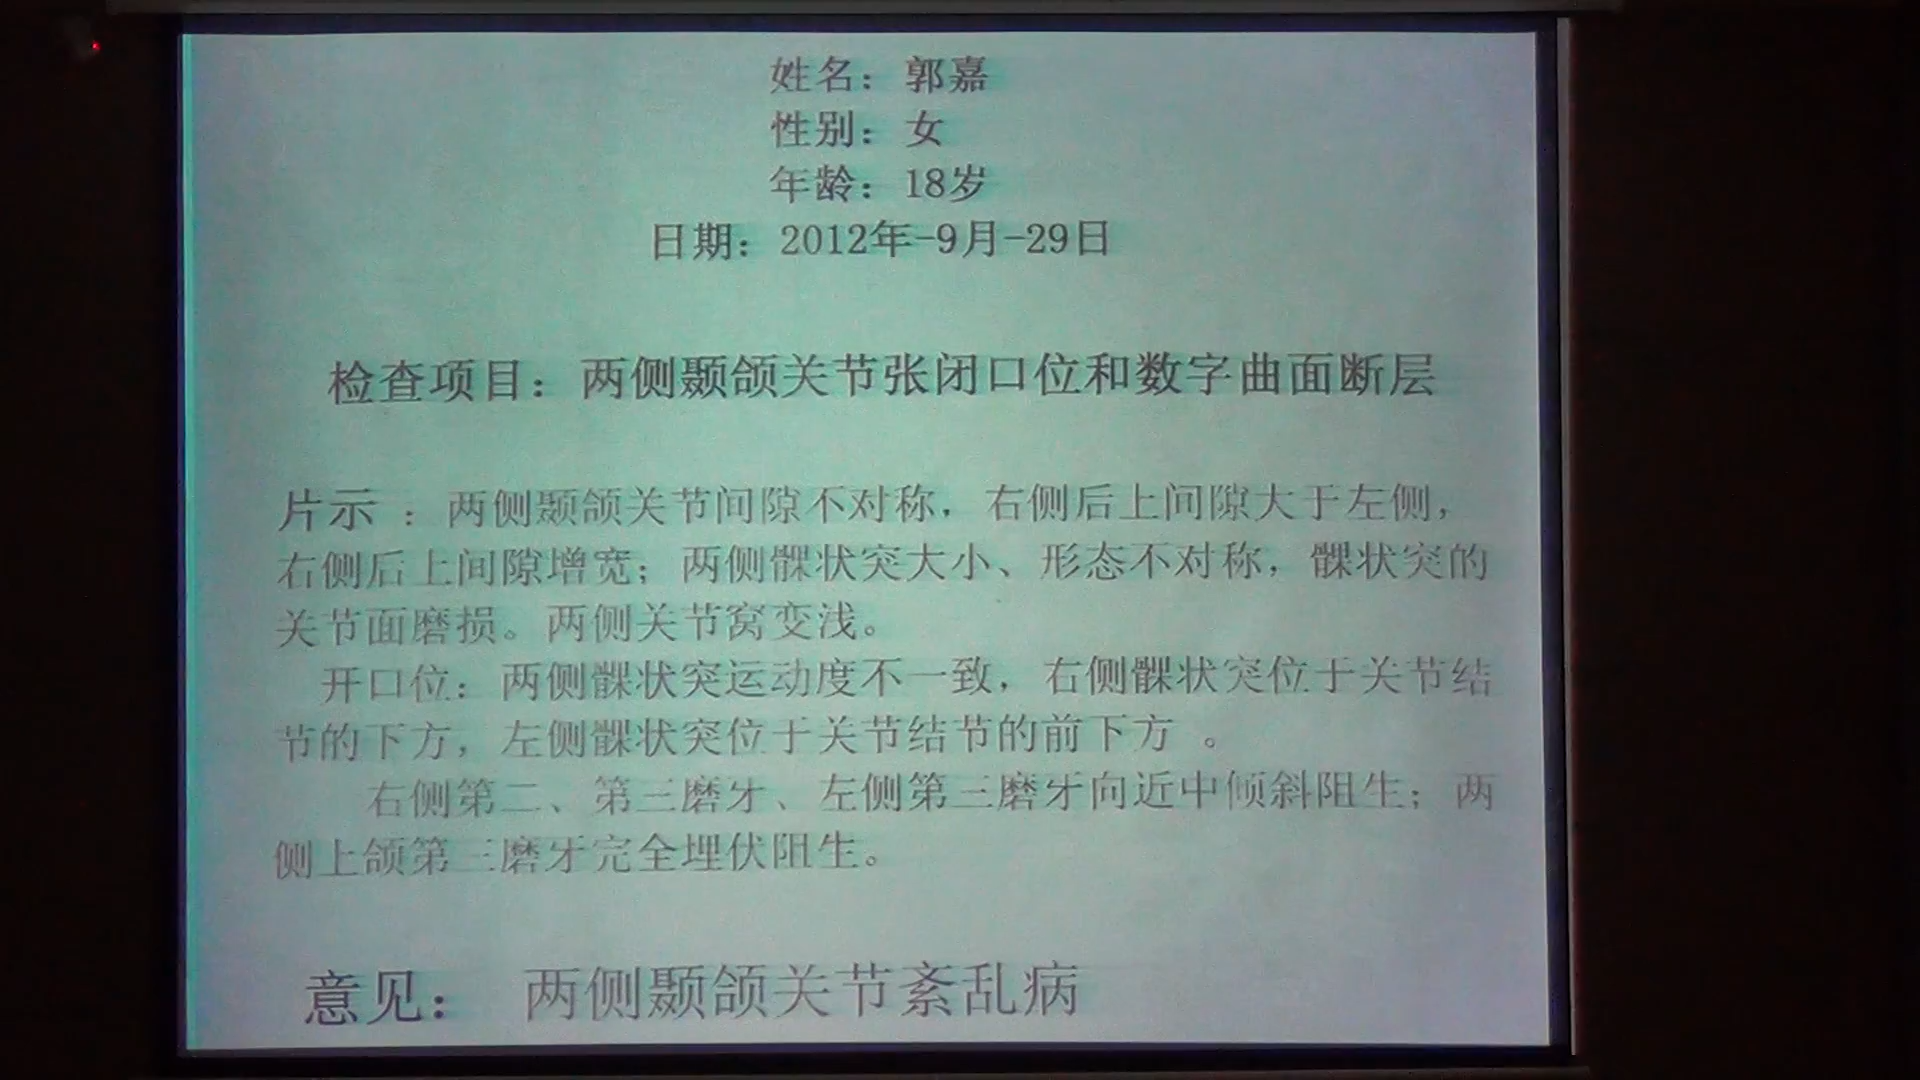 姓名：郭嘉
性别：女
年龄：18岁
日期：2012年-9月-29日
检查项目：两侧颞颌关节张闭口位和数字曲面断层
片示 ：两侧颞颌关节间隙不对称，右侧后上间隙大于左侧，
右侧后上间隙增宽；两侧髁状突大小、形态不对称，髁状突的
关节面磨损。两侧关节窝变浅。
开口位：两侧髁状突运动度不一致，右侧髁状突位于关节结
节的下方，左侧髁状突位于关节结节的前下方 。
右侧第二、第三磨牙、左侧第三磨牙向近中倾斜阻生；两
侧上颌第三磨牙完全埋伏阻生。
意见： 两侧颞颌关节紊乱病